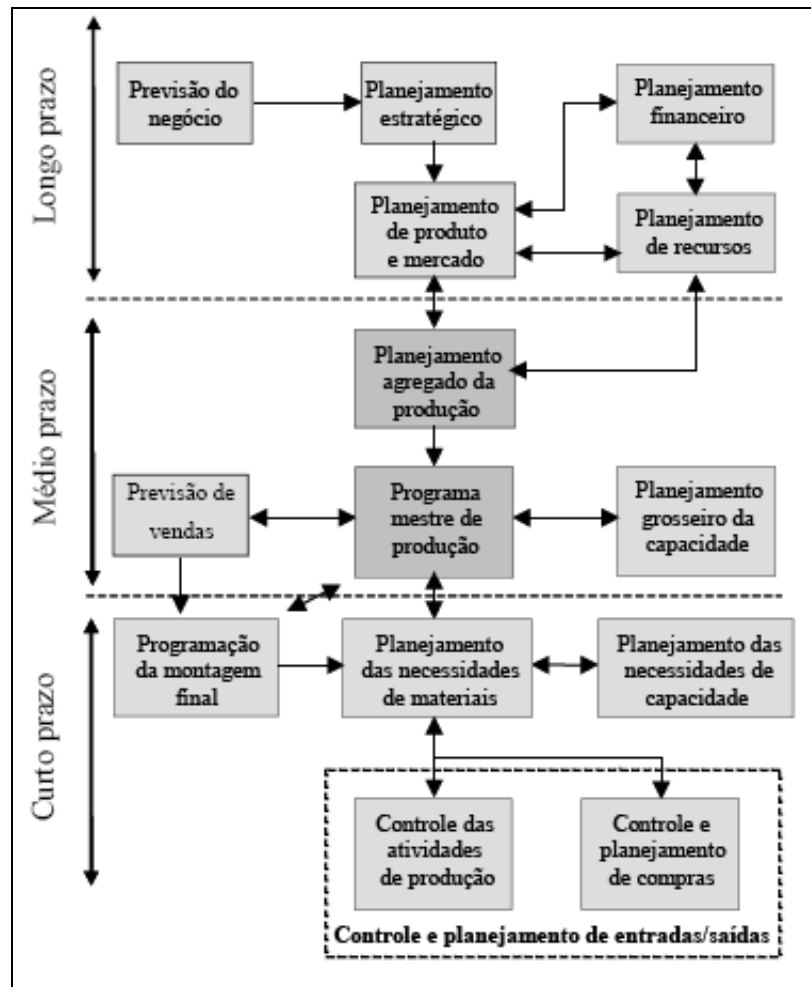 Longo prazo
Previsão do
negócio
Planejamento
estratégico
Planejamento
financeiro
Planejamento
de produto
e mercado
Planejamento
de recursos
Médio prazo
Planejamento
agregado da
produção
Previsão de
vendas
Programa
mestre de
produção
Planejamento
grosseiro da
capacidade
Curto prazo
Programação
da montagem
final
Planejamento
das necessidades
de materiais
Planejamento das
necessidades de
capacidade
Controle das
atividades
de produção
Controle e
planejamento
de compras
Controle e planejamento de entradas/saídas